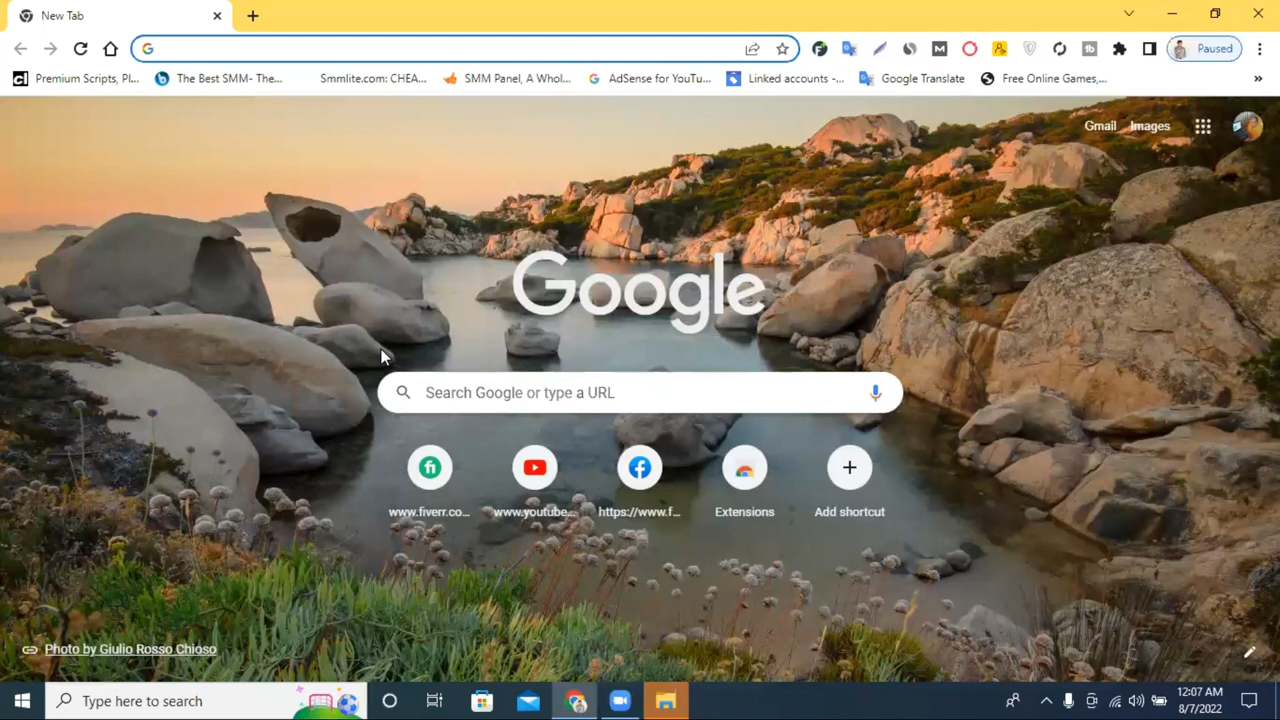 New Tab
Paused
Premium Scripts, Pl...
The Best SMM- The...
Smmlite.com: CHEA...
SMM Panel, A Whol...
AdSense for YouTu...
Linked accounts -...
Google Translate
Free Online Games,...
»
Gmail
Images
Google
Search Google or type a URL
www.fiverr.co...
www.youtube...
https://www.f...
Extensions
Add shortcut
Photo by Giulio Rosso Chioso
Type here to search
12:07 AM
8/7/2022